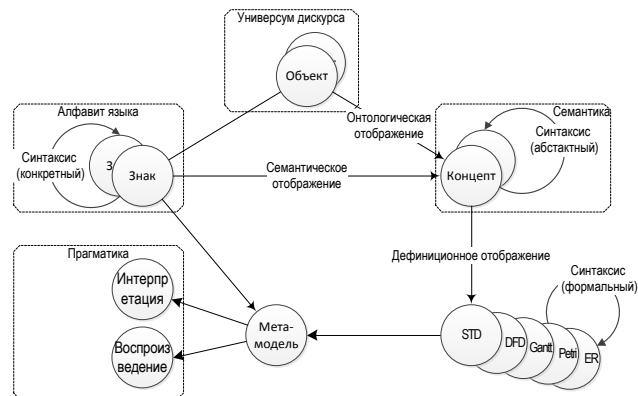 Универсум дискурса
Объект
Алфавит языка
Синтаксис
(конкретный)
З
Знак
Онтологическая
отображение
Семантическое
отображение
Семантика
Синтаксис
(абстактный)
Концепт
Дефиниционное отображение
Прагматика
Интерпр
етация
Воспроиз
ведение
Мета-
модель
Синтаксис
(формальный)
STD
DFD
Gantt
Petri
ER